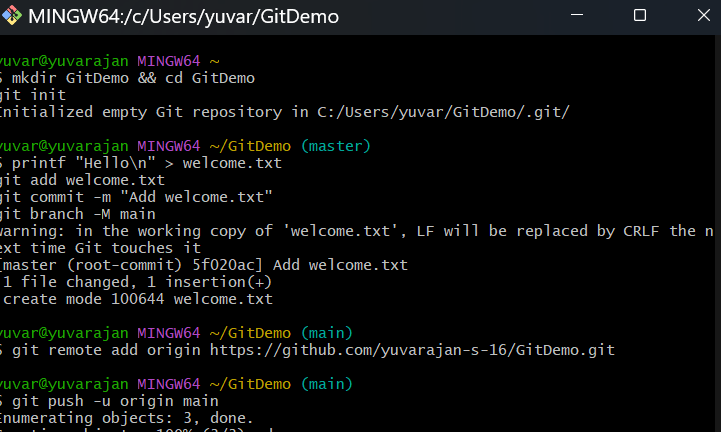 MINGW64:/c/Users/yuvar/GitDemo
yuvar@yuvarajan MINGW64 ~
$ mkdir GitDemo && cd GitDemo
git init
Initialized empty Git repository in C:/Users/yuvar/GitDemo/.git/
yuvar@yuvarajan MINGW64 ~/GitDemo (master)
$ printf "Hello\n" > welcome.txt
git add welcome.txt
git commit -m "Add welcome.txt"
git branch -M main
warning: in the working copy of 'welcome.txt', LF will be replaced by CRLF the n
ext time Git touches it
[master (root-commit) 5f020ac] Add welcome.txt
1 file changed, 1 insertion(+)
create mode 100644 welcome.txt
yuvar@yuvarajan MINGW64 ~/GitDemo (main)
$ git remote add origin https://github.com/yuvarajan-s-16/GitDemo.git
yuvar@yuvarajan MINGW64 ~/GitDemo (main)
$ git push -u origin main
Enumerating objects: 3, done.